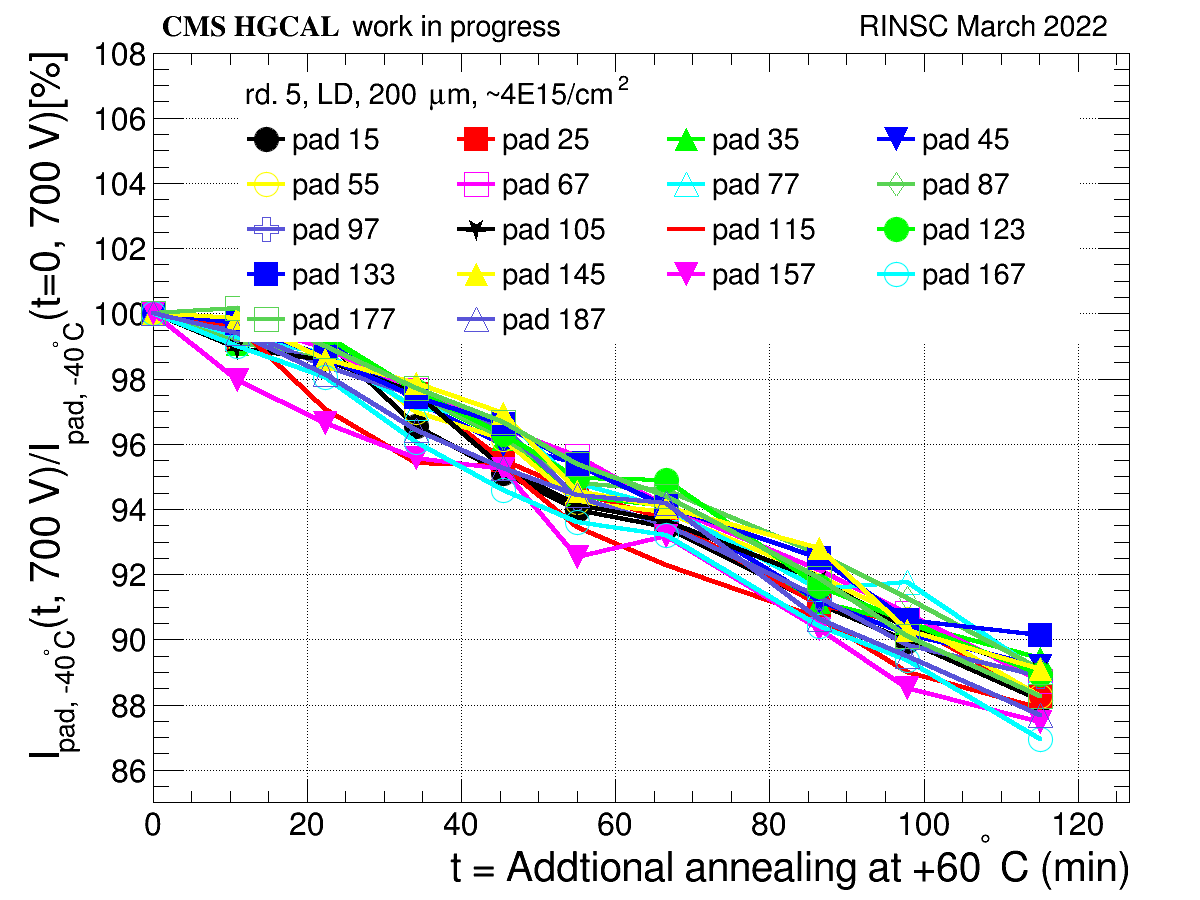 CMS HGCAL work in progress RINSC March 2022
rd. 5, LD, 200 μm, ~4E15/cm²
pad 15 pad 25 pad 35 pad 45
pad 55 pad 67 pad 77 pad 87
pad 97 pad 105 pad 115 pad 123
pad 133 pad 145 pad 157 pad 167
pad 177 pad 187
I_pad, -40°C(t, 700 V)/I_pad, -40°C(t=0, 700 V)[%]
108
106
104
102
100
98
96
94
92
90
88
86
0 20 40 60 80 100 120
t = Addtional annealing at +60°C (min)